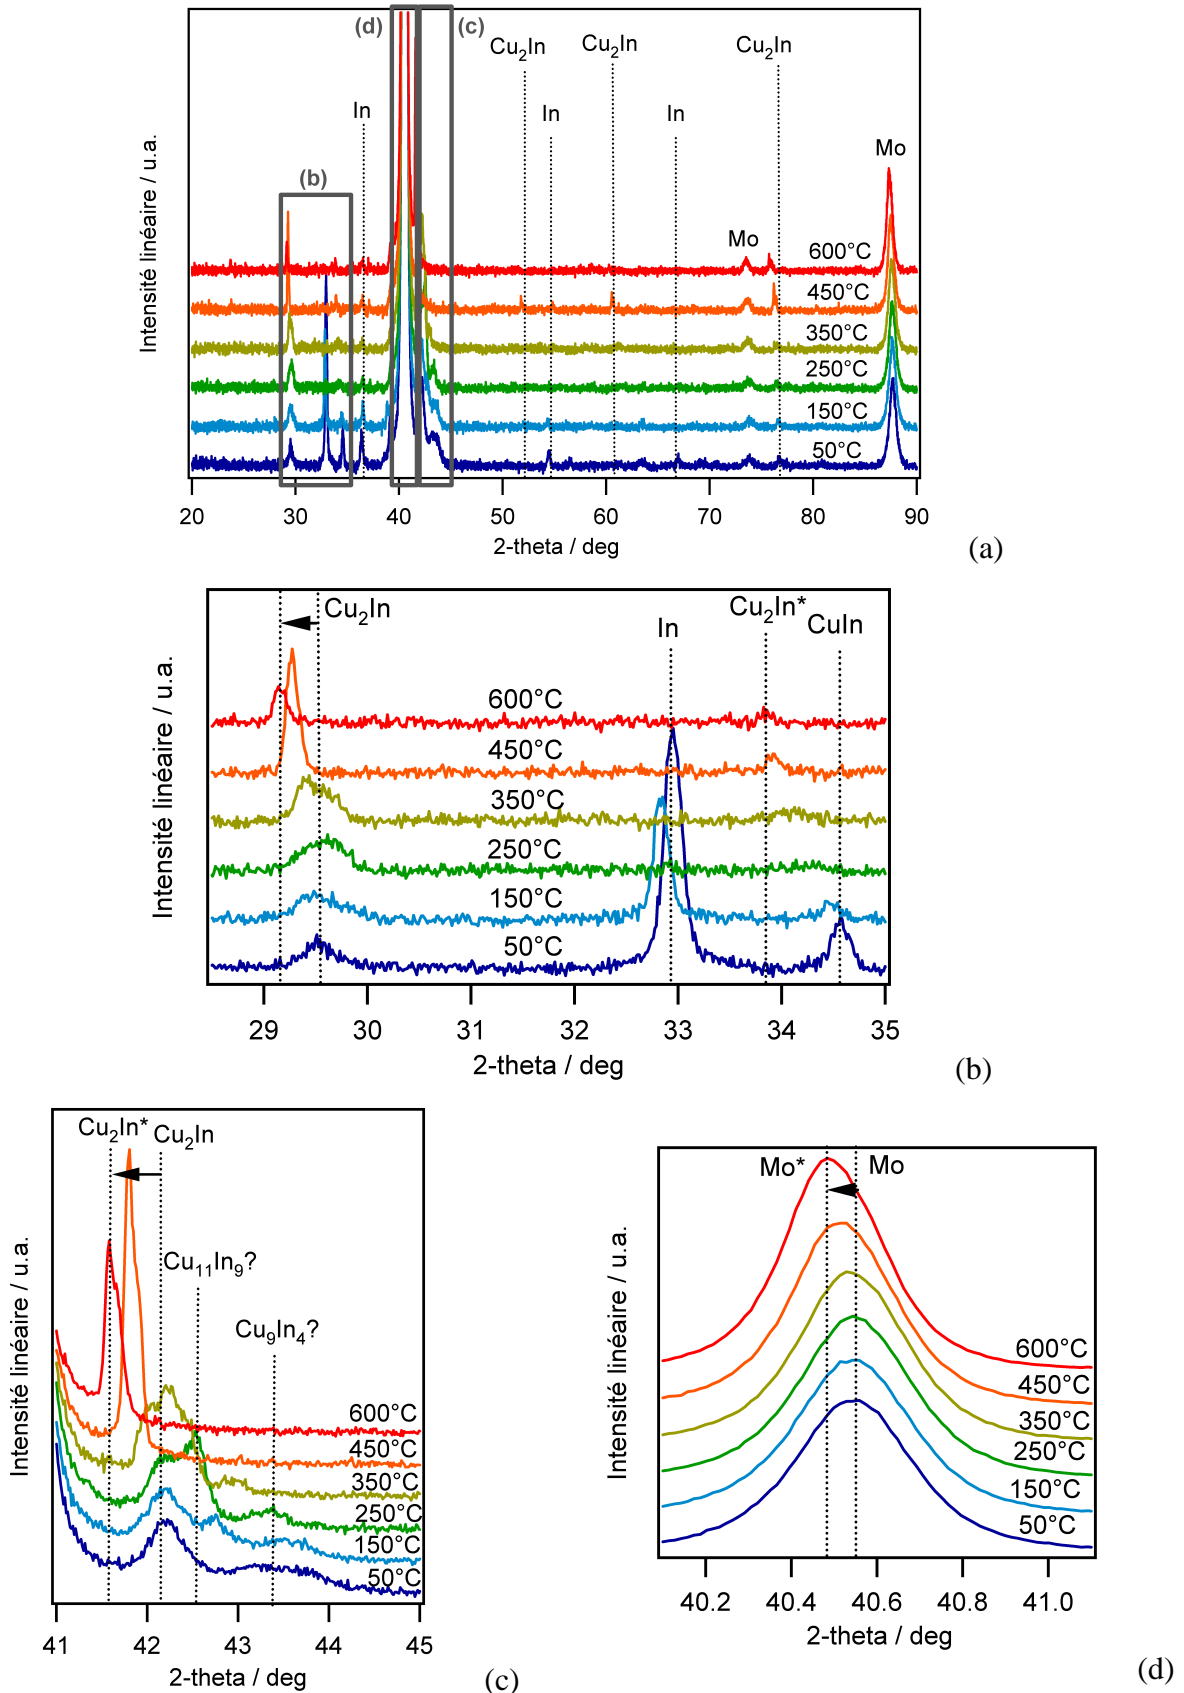 (d)
(c)
Cu2In
Cu2In
Cu2In
In
In
In
Mo
(b)
Mo
600°C
450°C
350°C
250°C
150°C
50°C
Intensité linéaire / u.a.
20 30 40 50 60 70 80 90
2-theta / deg
(a)
Cu2In
Cu2In*
In
CuIn
600°C
450°C
350°C
250°C
150°C
50°C
Intensité linéaire / u.a.
29 30 31 32 33 34 35
2-theta / deg
(b)
Cu2In* Cu2In
Cu11In9?
Cu9In4?
600°C
450°C
350°C
250°C
150°C
50°C
Intensité linéaire / u.a.
41 42 43 44 45
2-theta / deg
(c)
Mo* Mo
600°C
450°C
350°C
250°C
150°C
50°C
Intensité linéaire / u.a.
40.2 40.4 40.6 40.8 41.0
2-theta / deg
(d)